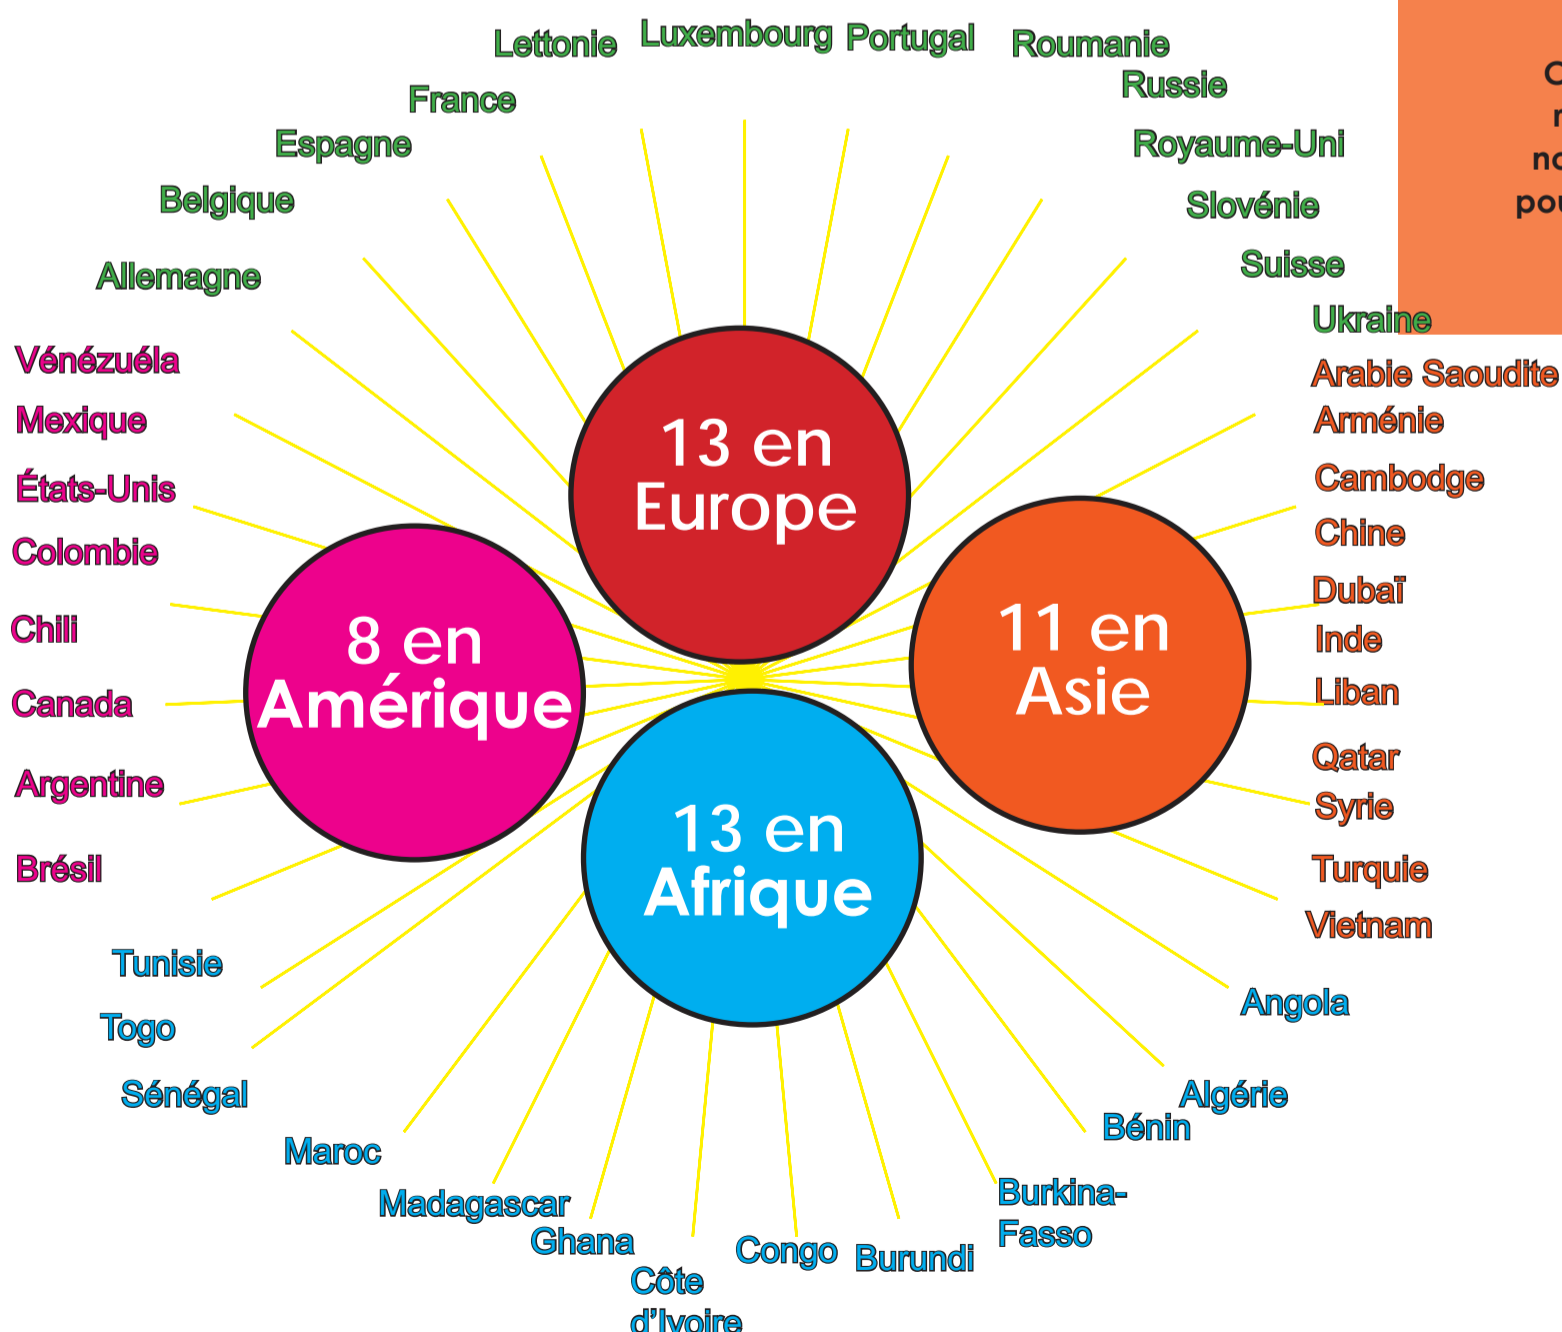 Lettonie
Luxembourg
Portugal
Roumanie
Russie
France
Espagne
Royaume-Uni
Belgique
Slovénie
Allemagne
Suisse
Ukraine
Vénézuéla
Mexique
États-Unis
Colombie
Chili
Canada
Argentine
Brésil
13 en
Europe
8 en
Amérique
11 en
Asie
13 en
Afrique
Arabie Saoudite
Arménie
Cambodge
Chine
Dubaï
Inde
Liban
Qatar
Syrie
Turquie
Vietnam
Tunisie
Togo
Sénégal
Maroc
Madagascar
Ghana
Côte
d'Ivoire
Congo
Burundi
Burkina-
Fasso
Bénin
Algérie
Angola